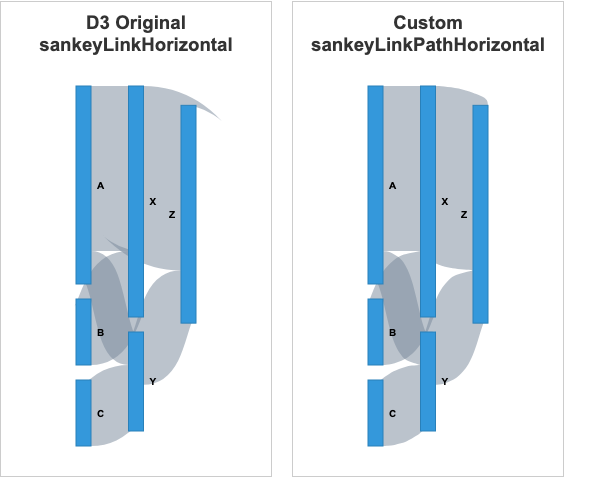 D3 Original
sankeyLinkHorizontal
A
X
Z
B
Y
C
Custom
sankeyLinkPathHorizontal
A
X
Z
B
Y
C